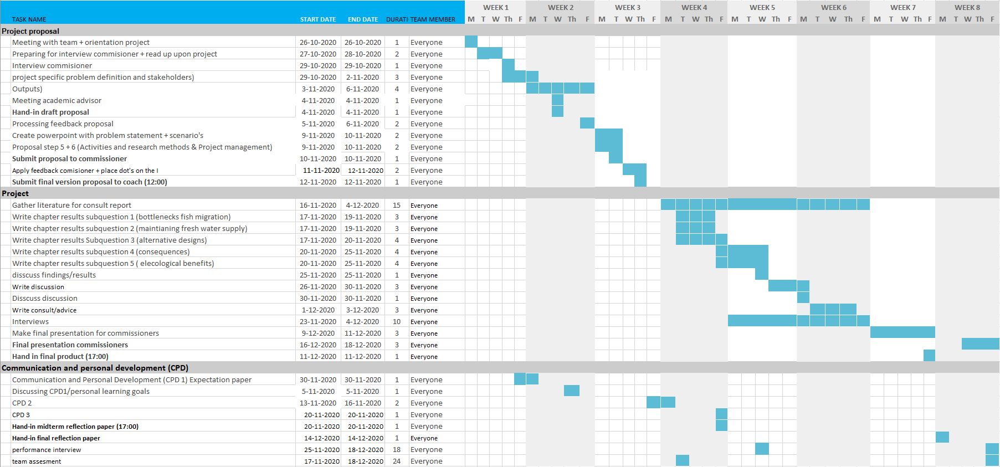 WEEK 1 WEEK 2 WEEK 3 WEEK 4 WEEK 5 WEEK 6 WEEK 7 WEEK 8
TASK NAME START DATE END DATE DURATI TEAM MEMBER M T W Th F M T W Th F M T W Th F M T W Th F M T W Th F M T W Th F M T W Th F M T W Th F
Project proposal
Meeting with team + orientation project 26-10-2020 26-10-2020 1 Everyone
Preparing for interview commisioner + read up upon project 27-10-2020 28-10-2020 2 Everyone
Interview commisioner 29-10-2020 29-10-2020 1 Everyone
project specific problem definition and stakeholders) 29-10-2020 2-11-2020 3 Everyone
Outputs) 3-11-2020 6-11-2020 4 Everyone
Meeting academic advisor 4-11-2020 4-11-2020 1 Everyone
Hand-in draft proposal 4-11-2020 4-11-2020 1 Everyone
Processing feedback proposal 5-11-2020 6-11-2020 2 Everyone
Create powerpoint with problem statement + scenario's 9-11-2020 10-11-2020 2 Everyone
Proposal step 5 + 6 (Activities and research methods & Project management) 9-11-2020 10-11-2020 2 Everyone
Submit proposal to commissioner 10-11-2020 10-11-2020 1 Everyone
Apply feedback comisioner + place dot's on the I 11-11-2020 12-11-2020 2 Everyone
Submit final version proposal to coach (12:00) 12-11-2020 12-11-2020 1 Everyone
Project
Gather literature for consult report 16-11-2020 4-12-2020 15 Everyone
Write chapter results subquestion 1 (bottlenecks fish migration) 17-11-2020 19-11-2020 3 Everyone
Write chapter results subquestion 2 (maintianing fresh water supply) 17-11-2020 19-11-2020 3 Everyone
Write chapter results Subquestion 3 (alternative designs) 17-11-2020 20-11-2020 4 Everyone
Write chapter results subquestion 4 (consequences) 20-11-2020 25-11-2020 4 Everyone
Write chapter results subquestion 5 ( elecological benefits) 20-11-2020 25-11-2020 4 Everyone
disscuss findings/results 25-11-2020 25-11-2020 1 Everyone
Write discussion 26-11-2020 30-11-2020 3 Everyone
Disscuss discussion 30-11-2020 30-11-2020 1 Everyone
Write consult/advice 1-12-2020 3-12-2020 3 Everyone
Interviews 23-11-2020 4-12-2020 10 Everyone
Make final presentation for commissioners 9-12-2020 11-12-2020 3 Everyone
Final presentation commissioners 16-12-2020 18-12-2020 3 Everyone
Hand in final product (17:00) 11-12-2020 11-12-2020 1 Everyone
Communication and personal development (CPD)
Communication and Personal Development (CPD 1) Expectation paper 30-11-2020 30-11-2020 1 Everyone
Discussing CPD1/personal learning goals 5-11-2020 5-11-2020 1 Everyone
CPD 2 13-11-2020 16-11-2020 2 Everyone
CPD 3 20-11-2020 20-11-2020 1 Everyone
Hand-in midterm reflection paper (17:00) 20-11-2020 20-11-2020 1 Everyone
Hand-in final reflection paper 14-12-2020 14-12-2020 1 Everyone
performance interview 25-11-2020 18-12-2020 18 Everyone
team assesment 17-11-2020 18-12-2020 24 Everyone